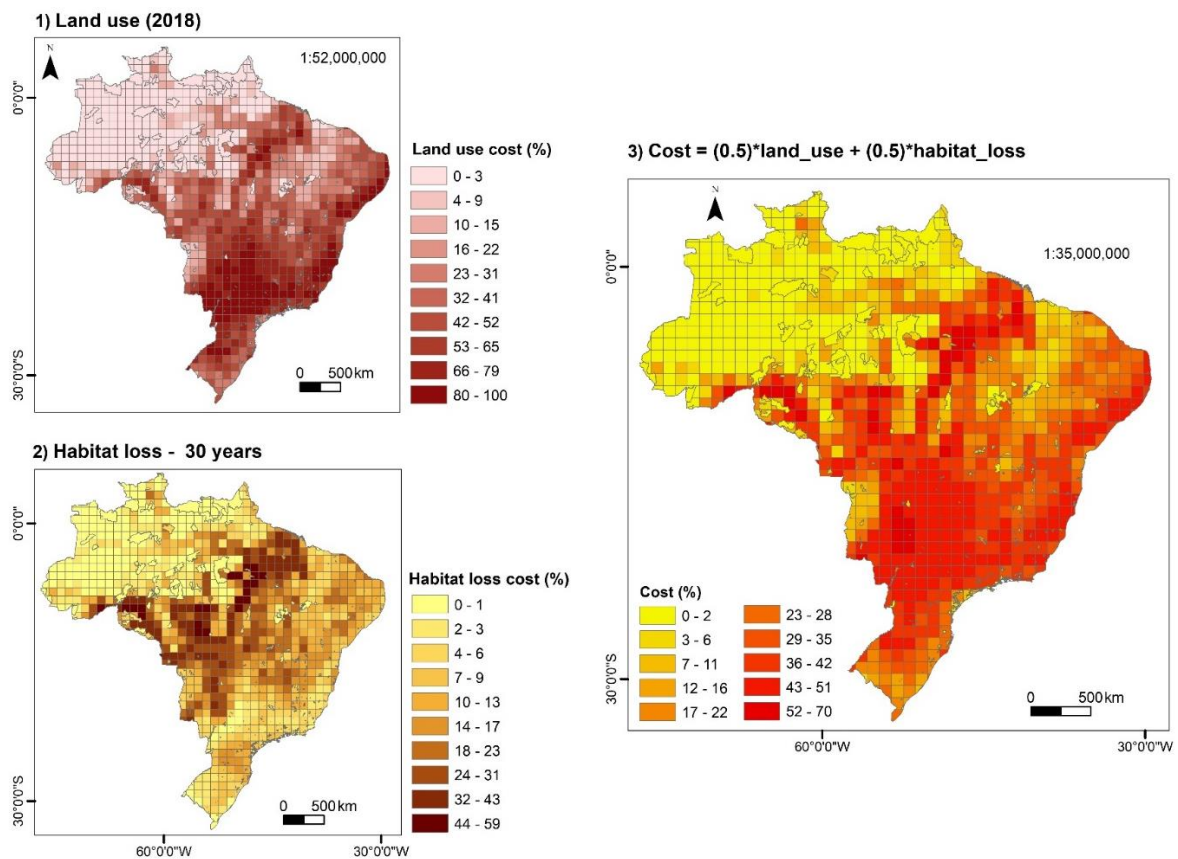 1) Land use (2018)
N
1:52,000,000
0°0'0"
30°0'0"S
0 500 km
Land use cost (%)
0 - 3
4 - 9
10 - 15
16 - 22
23 - 31
32 - 41
42 - 52
53 - 65
66 - 79
80 - 100
2) Habitat loss - 30 years
0°0'0"
30°0'0"S
0 500 km
60°0'0"W 30°0'0"W
Habitat loss cost (%)
0 - 1
2 - 3
4 - 6
7 - 9
10 - 13
14 - 17
18 - 23
24 - 31
32 - 43
44 - 59
3) Cost = (0.5)*land_use + (0.5)*habitat_loss
N
1:35,000,000
0°0'0"
30°0'0"S
Cost (%)
0 - 2
3 - 6
7 - 11
12 - 16
17 - 22
23 - 28
29 - 35
36 - 42
43 - 51
52 - 70
0 500 km
60°0'0"W 30°0'0"W